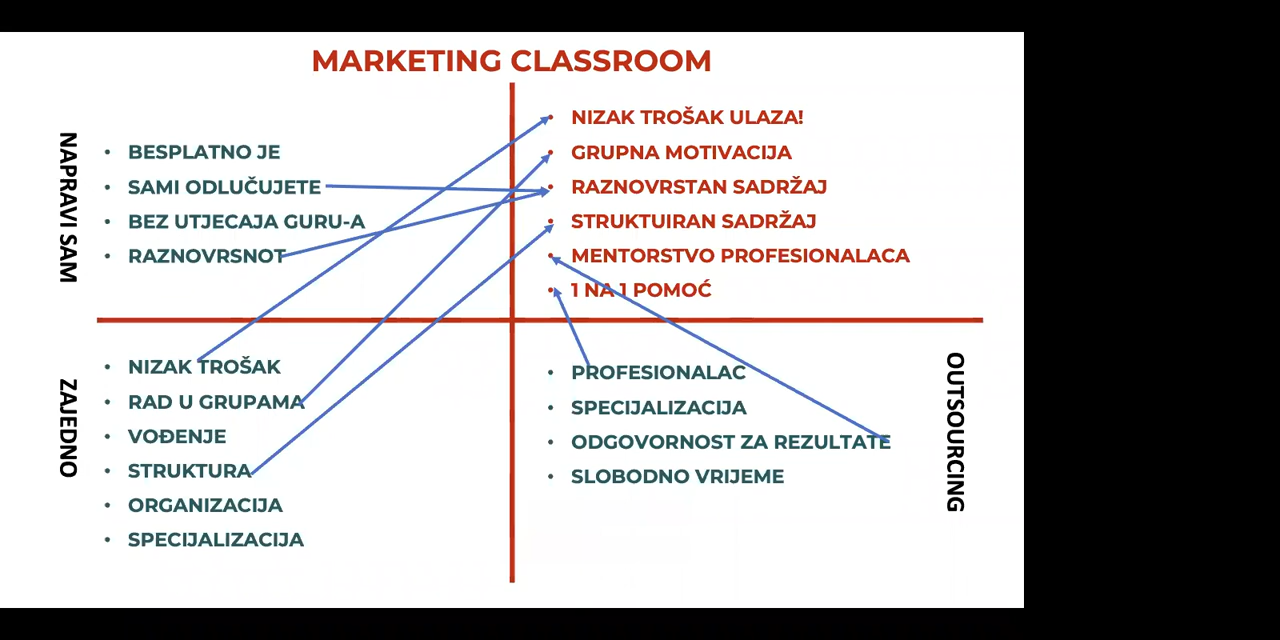 MARKETING CLASSROOM
NAPRAVI SAM
• BESPLATNO JE
• SAMI ODLUČUJETE
• BEZ UTJECAJA GURU-A
• RAZNOVRSNOT
• NIZAK TROŠAK ULAZA!
• GRUPNA MOTIVACIJA
• RAZNOVRSTAN SADRŽAJ
• STRUKTUIRAN SADRŽAJ
• MENTORSTVO PROFESIONALACA
• 1 NA 1 POMOĆ
ZAJEDNO
• NIZAK TROŠAK
• RAD U GRUPAMA
• VOĐENJE
• STRUKTURA
• ORGANIZACIJA
• SPECIJALIZACIJA
• PROFESIONALAC
• SPECIJALIZACIJA
• ODGOVORNOST ZA REZULTATE
• SLOBODNO VRIJEME
OUTSOURCING